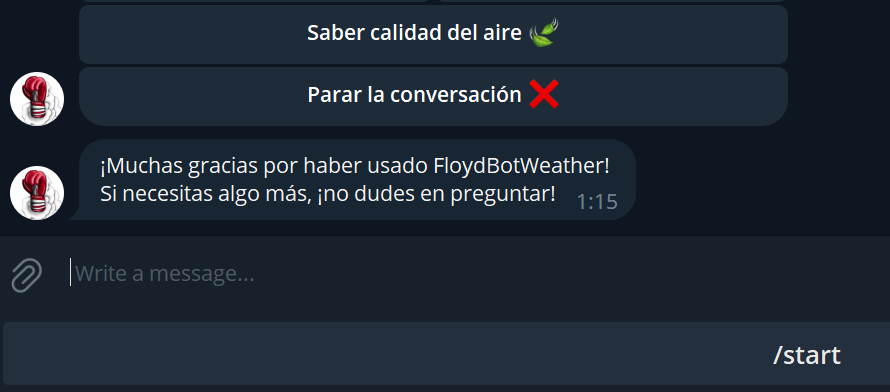 Saber calidad del aire
Parar la conversación
¡Muchas gracias por haber usado FloydBotWeather!
Si necesitas algo más, ¡no dudes en preguntar!
1:15
Write a message...
/start